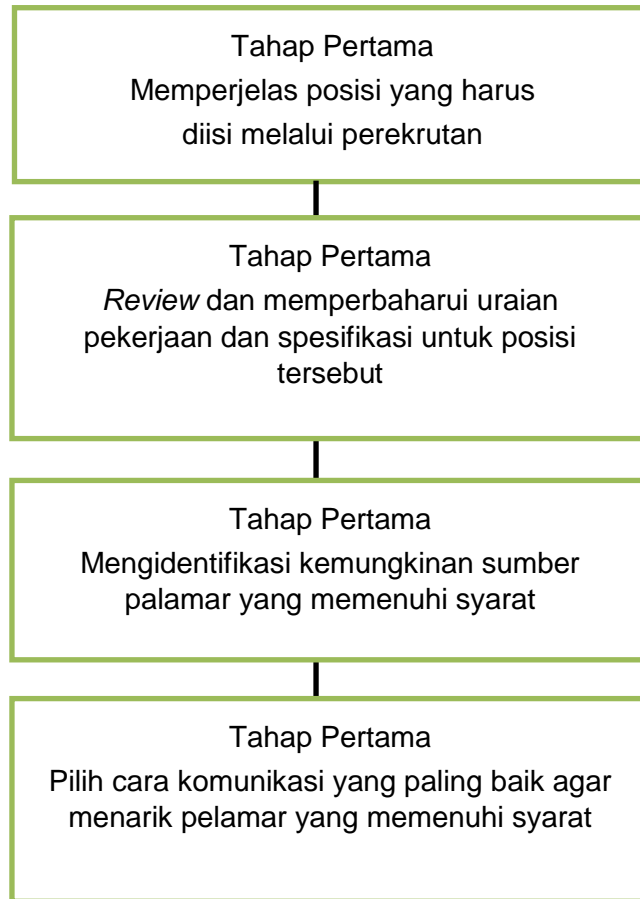 Tahap Pertama
Memperjelas posisi yang harus
diisi melalui perekrutan
Tahap Pertama
Review dan memperbaharui uraian
pekerjaan dan spesifikasi untuk posisi
tersebut
Tahap Pertama
Mengidentifikasi kemungkinan sumber
palamar yang memenuhi syarat
Tahap Pertama
Pilih cara komunikasi yang paling baik agar
menarik pelamar yang memenuhi syarat